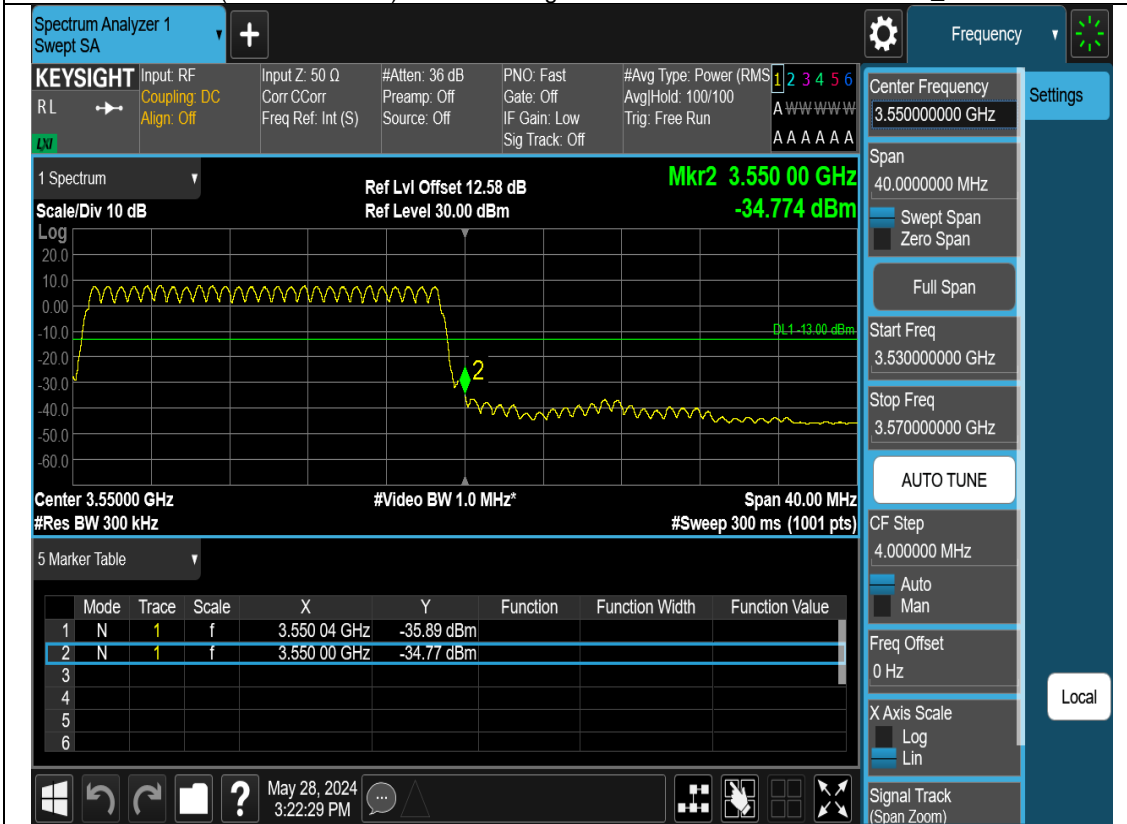 Spectrum Analyzer 1
Swept SA
+
Frequency
KEYSIGHT
R L
LXI
Input: RF
Coupling: DC
Align: Off
Input Z: 50 Ω
Corr CCorr
Freq Ref: Int (S)
#Atten: 36 dB
Preamp: Off
Source: Off
PNO: Fast
Gate: Off
IF Gain: Low
Sig Track: Off
#Avg Type: Power (RMS
Avg|Hold: 100/100
Trig: Free Run
1 2 3 4 5 6
A W W W W W
A A A A A A
1 Spectrum
Scale/Div 10 dB
Ref Lvl Offset 12.58 dB
Ref Level 30.00 dBm
Mkr2 3.550 00 GHz
-34.774 dBm
Log
20.0
10.0
0.00
-10.0
-20.0
-30.0
-40.0
-50.0
-60.0
DL1 -13.00 dBm
2
Center 3.55000 GHz
#Video BW 1.0 MHz*
Span 40.00 MHz
#Res BW 300 kHz
#Sweep 300 ms (1001 pts)
5 Marker Table
Mode Trace Scale X Y Function Function Width Function Value
1 N 1 f 3.550 04 GHz -35.89 dBm
2 N 1 f 3.550 00 GHz -34.77 dBm
3
4
5
6
?
May 28, 2024
3:22:29 PM
Center Frequency
3.550000000 GHz
Settings
Span
40.0000000 MHz
Swept Span
Zero Span
Full Span
Start Freq
3.530000000 GHz
Stop Freq
3.570000000 GHz
AUTO TUNE
CF Step
4.000000 MHz
Auto
Man
Freq Offset
0 Hz
X Axis Scale
Log
Lin
Local
Signal Track
(Span Zoom)